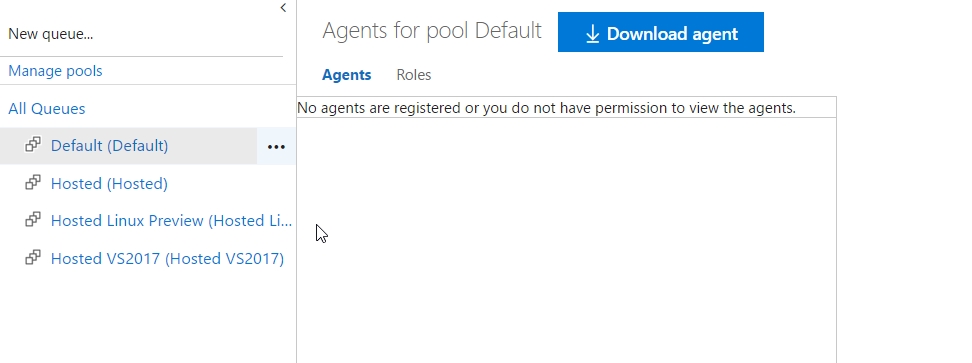 New queue...
Manage pools
All Queues
Default (Default)
Hosted (Hosted)
Hosted Linux Preview (Hosted Li...
Hosted VS2017 (Hosted VS2017)
Agents for pool Default
Download agent
Agents Roles
No agents are registered or you do not have permission to view the agents.